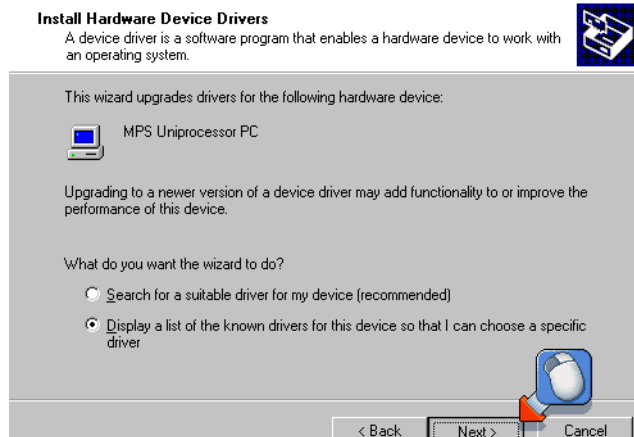 Install Hardware Device Drivers
A device driver is a software program that enables a hardware device to work with
an operating system.
This wizard upgrades drivers for the following hardware device:
MPS Uniprocessor PC
Upgrading to a newer version of a device driver may add functionality to or improve the
performance of this device.
What do you want the wizard to do?
Search for a suitable driver for my device (recommended)
Display a list of the known drivers for this device so that I can choose a specific
driver
< Back Next > Cancel